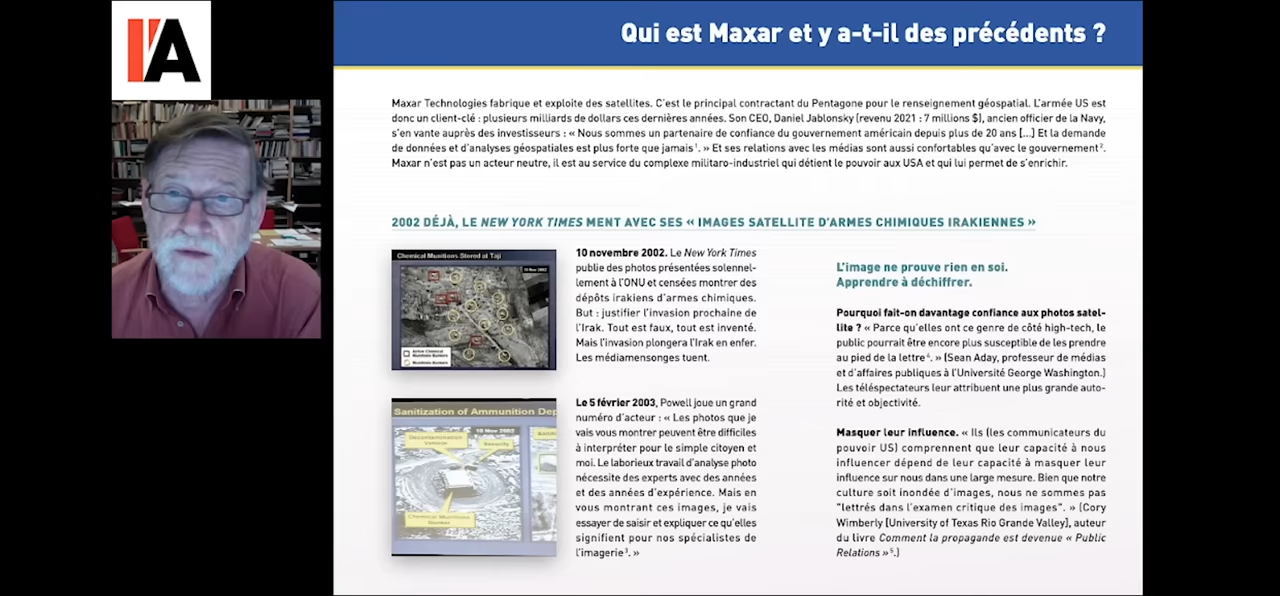 I'A
Qui est Maxar et y a-t-il des précédents ?
Maxar Technologies fabrique et exploite des satellites. C'est le principal contractant du Pentagone pour le renseignement géospatial. L'armée US est
donc un client-clé : plusieurs milliards de dollars ces dernières années. Son CEO, Daniel Jablonsky (revenu 2021 : 7 millions $), ancien officier de la Navy,
s'en vante auprès des investisseurs : « Nous sommes un partenaire de confiance du gouvernement américain depuis plus de 20 ans [...] Et la demande
de données et d'analyses géospatiales est plus forte que jamais¹. » Et ses relations avec les médias sont aussi confortables qu'avec le gouvernement².
Maxar n'est pas un acteur neutre, il est au service du complexe militaro-industriel qui détient le pouvoir aux USA et qui lui permet de s'enrichir.
2002 DÉJÀ, LE NEW YORK TIMES MENT AVEC SES « IMAGES SATELLITE D'ARMES CHIMIQUES IRAKIENNES »
Chemical Munitions Stored at Taji
10 Nov 2002
10 novembre 2002. Le New York Times
publie des photos présentées solennel-
lement à l'ONU et censées montrer des
dépôts irakiens d'armes chimiques.
But : justifier l'invasion prochaine de
l'Irak. Tout est faux, tout est inventé.
Mais l'invasion plongera l'Irak en enfer.
Les médiamensonges tuent.
Sanitization of Ammunition Dep
10 Nov 2002
Decontamination
Vehicle
Security
Chemical Munitions
Bunker
Le 5 février 2003, Powell joue un grand
numéro d'acteur : « Les photos que je
vais vous montrer peuvent être difficiles
à interpréter pour le simple citoyen et
moi. Le laborieux travail d'analyse photo
nécessite des experts avec des années
et des années d'expérience. Mais en
vous montrant ces images, je vais
essayer de saisir et expliquer ce qu'elles
signifient pour nos spécialistes de
l'imagerie³. »
L'image ne prouve rien en soi.
Apprendre à déchiffrer.
Pourquoi fait-on davantage confiance aux photos satel-
lite ? « Parce qu'elles ont ce genre de côté high-tech, le
public pourrait être encore plus susceptible de les prendre
au pied de la lettre⁴. » (Sean Aday, professeur de médias
et d'affaires publiques à l'Université George Washington.)
Les téléspectateurs leur attribuent une plus grande auto-
rité et objectivité.
Masquer leur influence. « Ils (les communicateurs du
pouvoir US) comprennent que leur capacité à nous
influencer dépend de leur capacité à masquer leur
influence sur nous dans une large mesure. Bien que notre
culture soit inondée d'images, nous ne sommes pas
"lettrés dans l'examen critique des images". » (Cory
Wimberly [University of Texas Rio Grande Valley], auteur
du livre Comment la propagande est devenue « Public
Relations »⁵.)